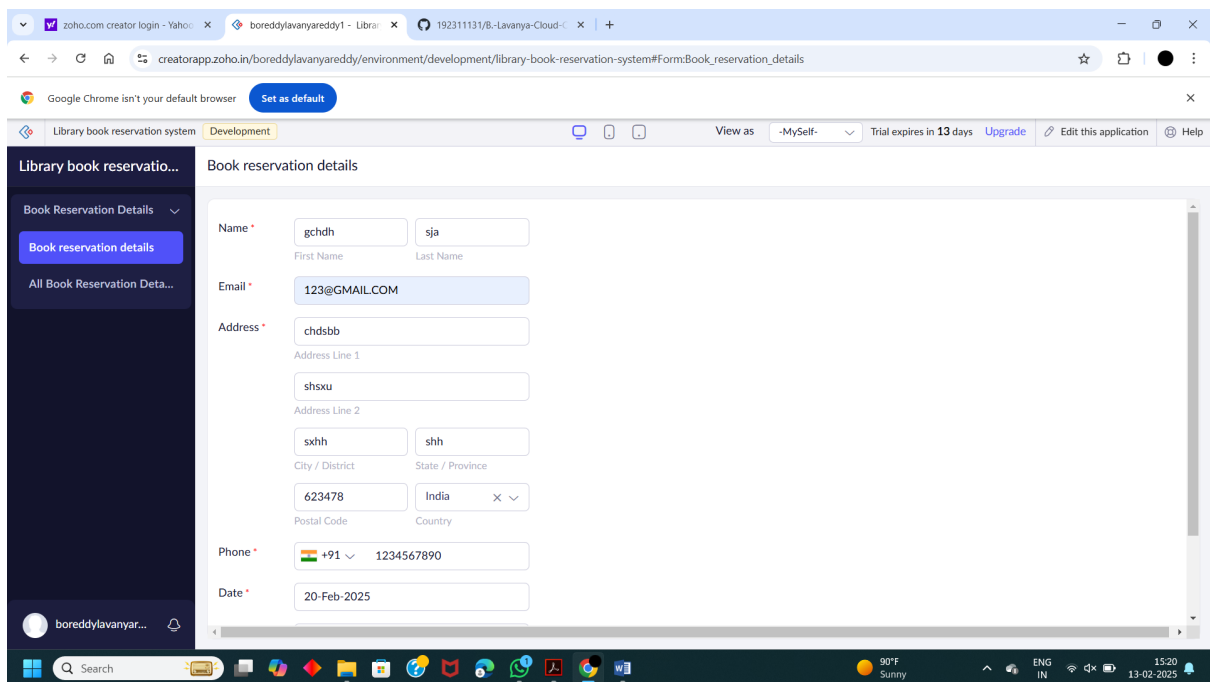 zoho.com creator login - Yahoo
boreddylavanyareddy1 - Librar
192311131/B.-Lavanya-Cloud-C
creatorapp.zoho.in/boreddylavanyareddy/environment/development/library-book-reservation-system#Form:Book_reservation_details
Google Chrome isn't your default browser Set as default
Library book reservation system Development View as -MySelf- Trial expires in 13 days Upgrade Edit this application Help
Library book reservatio... Book reservation details
Book Reservation Details
Book reservation details
All Book Reservation Deta...
Name * gchdh sja
First Name Last Name
Email * 123@GMAIL.COM
Address * chdsbb
Address Line 1
shsxu
Address Line 2
sxhh shh
City / District State / Province
623478 India
Postal Code Country
Phone * +91 1234567890
Date * 20-Feb-2025
boreddylavanyar...
Search
90°F
Sunny
ENG
IN
15:20
13-02-2025